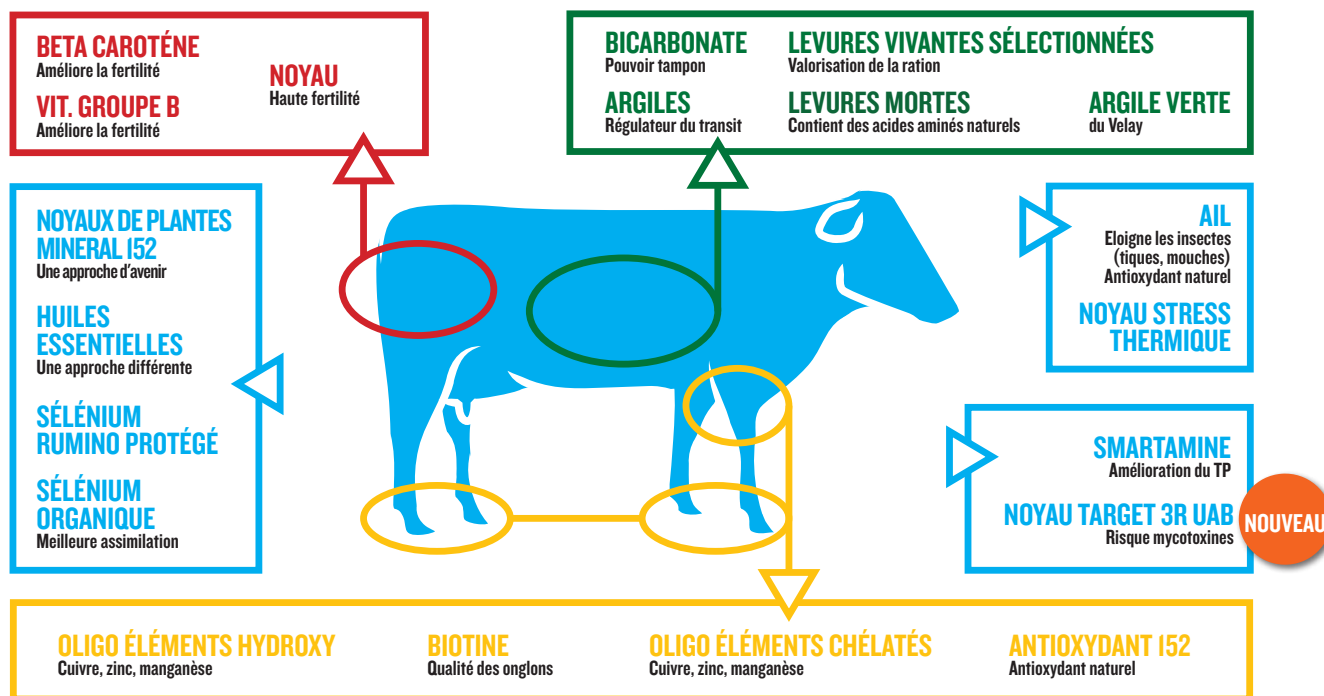 BETA CAROTÉNE
Améliore la fertilité
VIT. GROUPE B
Améliore la fertilité
NOYAU
Haute fertilité
BICARBONATE
Pouvoir tampon
LEVURES VIVANTES SÉLECTIONNÉES
Valorisation de la ration
ARGILES
Régulateur du transit
LEVURES MORTES
Contient des acides aminés naturels
ARGILE VERTE
du Velay
NOYAUX DE PLANTES
MINERAL 152
Une approche d'avenir
HUILES
ESSENTIELLES
Une approche différente
SÉLÉNIUM
RUMINO PROTÉGÉ
SÉLÉNIUM
ORGANIQUE
Meilleure assimilation
AIL
Eloigne les insectes
(tiques, mouches)
Antioxydant naturel
NOYAU STRESS
THERMIQUE
SMARTAMINE
Amélioration du TP
NOYAU TARGET 3R UAB
Risque mycotoxines
NOUVEAU
OLIGO ÉLÉMENTS HYDROXY
Cuivre, zinc, manganèse
BIOTINE
Qualité des onglons
OLIGO ÉLÉMENTS CHÉLATÉS
Cuivre, zinc, manganèse
ANTIOXYDANT 152
Antioxydant naturel